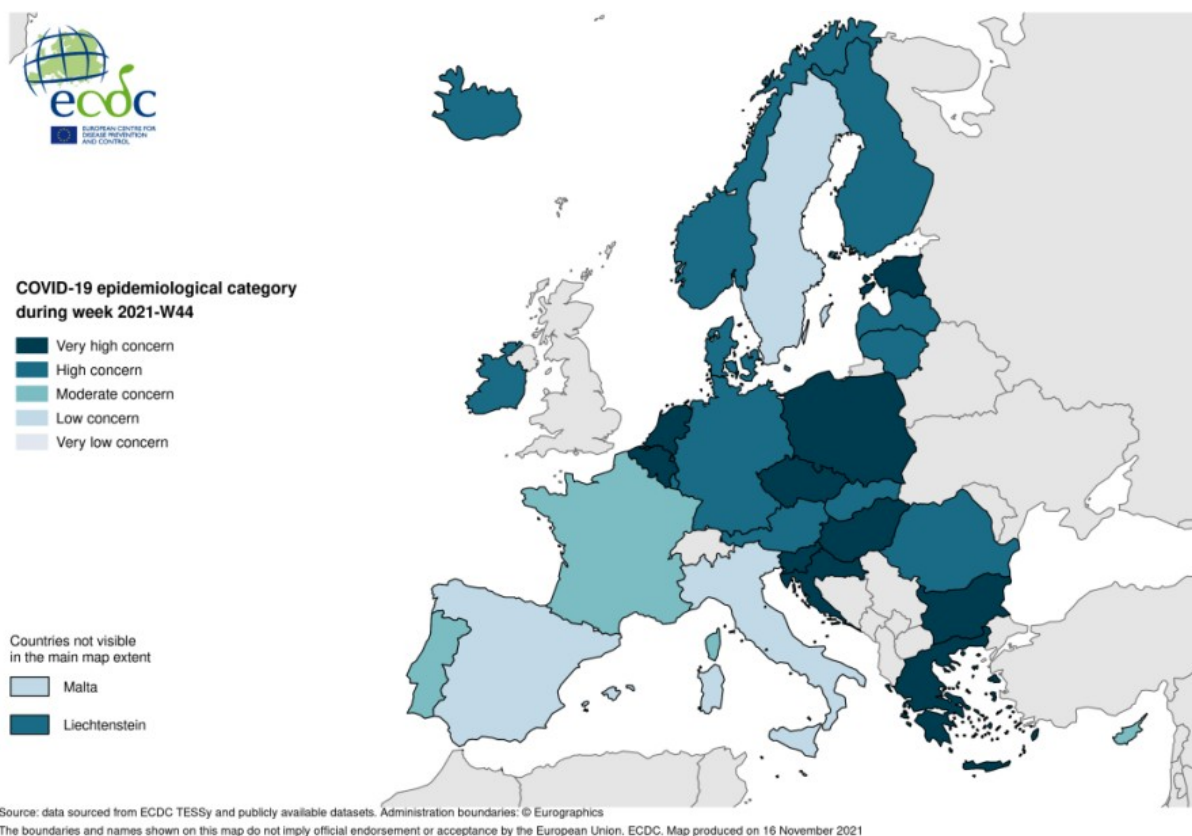 ecdc
EUROPEAN CENTRE FOR
DISEASE PREVENTION
AND CONTROL
COVID-19 epidemiological category
during week 2021-W44
Very high concern
High concern
Moderate concern
Low concern
Very low concern
Countries not visible
in the main map extent
Malta
Liechtenstein
Source: data sourced from ECDC TESSy and publicly available datasets. Administration boundaries: © Eurographics
The boundaries and names shown on this map do not imply official endorsement or acceptance by the European Union. ECDC. Map produced on 16 November 2021